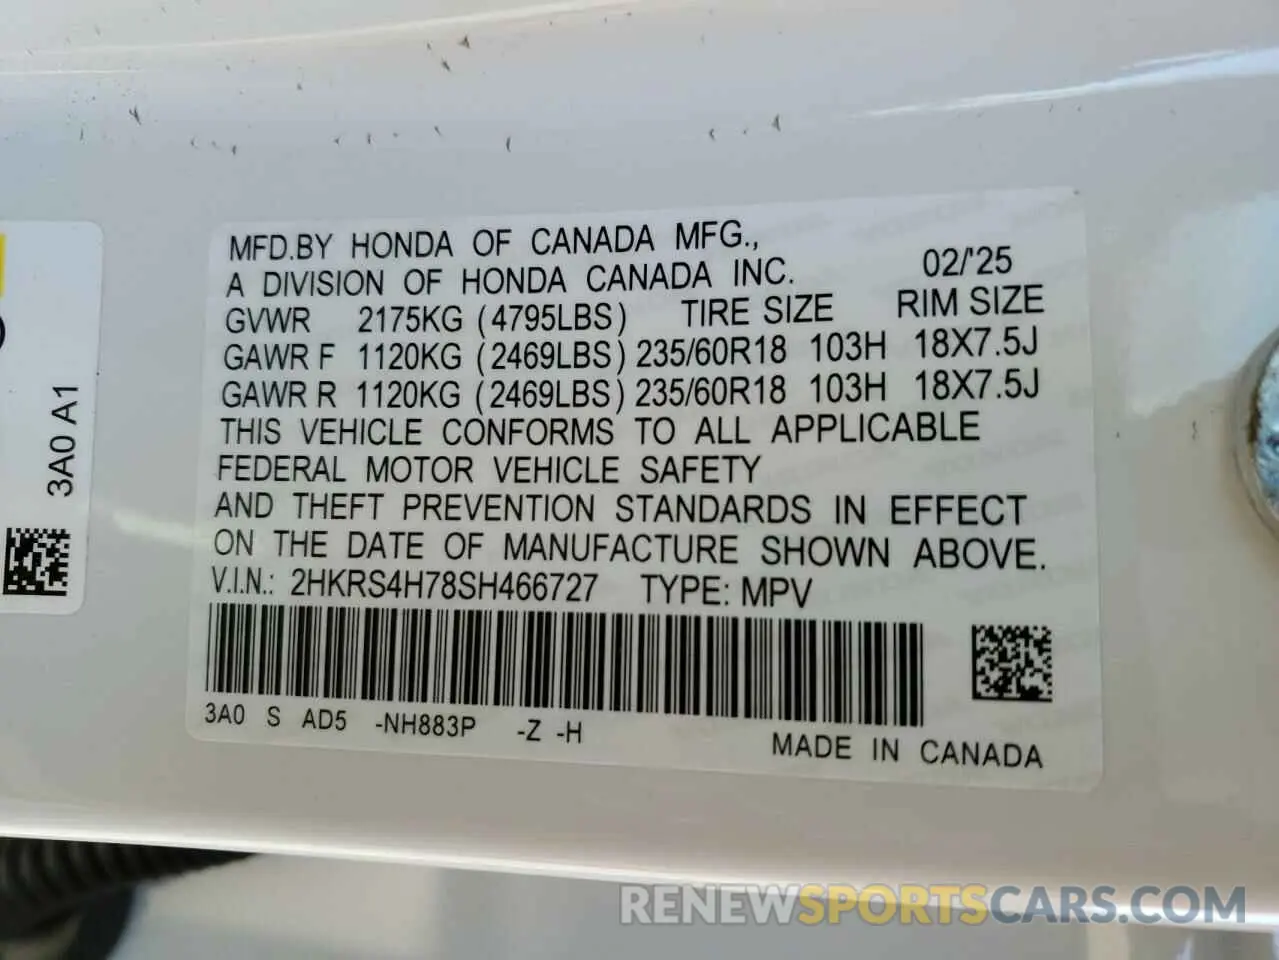 MFD.BY HONDA OF CANADA MFG.,
A DIVISION OF HONDA CANADA INC. 02/'25
GVWR 2175KG (4795LBS) TIRE SIZE RIM SIZE
GAWR F 1120KG (2469LBS) 235/60R18 103H 18X7.5J
GAWR R 1120KG (2469LBS) 235/60R18 103H 18X7.5J
THIS VEHICLE CONFORMS TO ALL APPLICABLE
FEDERAL MOTOR VEHICLE SAFETY
AND THEFT PREVENTION STANDARDS IN EFFECT
ON THE DATE OF MANUFACTURE SHOWN ABOVE.
V.I.N.: 2HKRS4H78SH466727 TYPE: MPV
3A0 S AD5 -NH883P -Z -H
MADE IN CANADA
3A0 A1
RENEWSPORTSCARS.COM